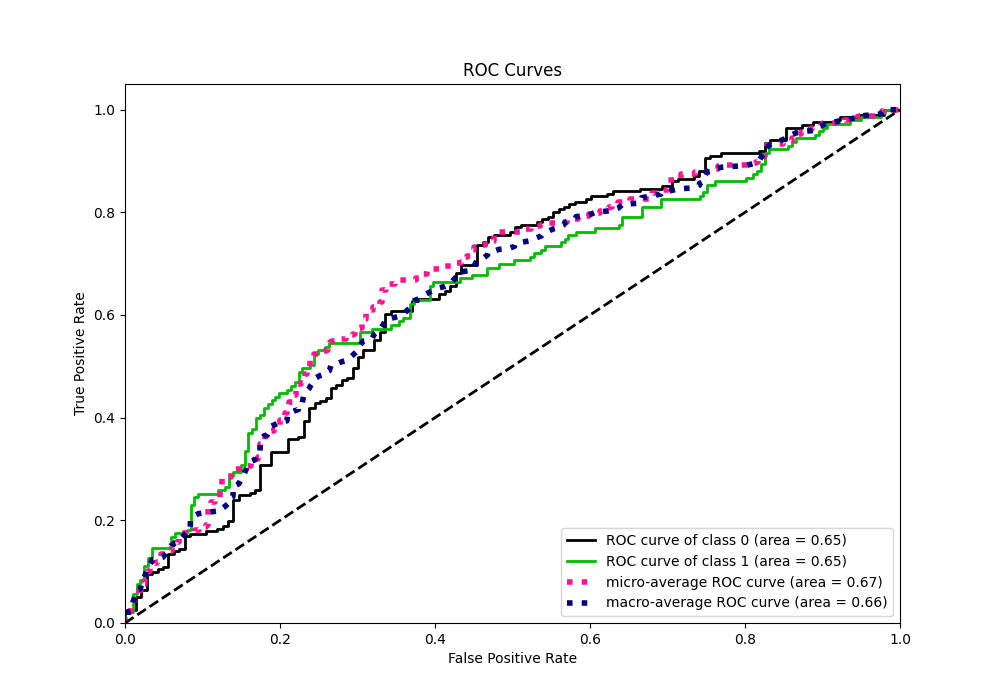 ROC Curves
True Positive Rate
1.0
0.8
0.6
0.4
0.2
0.0
ROC curve of class 0 (area = 0.65)
ROC curve of class 1 (area = 0.65)
micro-average ROC curve (area = 0.67)
macro-average ROC curve (area = 0.66)
0.0 0.2 0.4 0.6 0.8 1.0
False Positive Rate